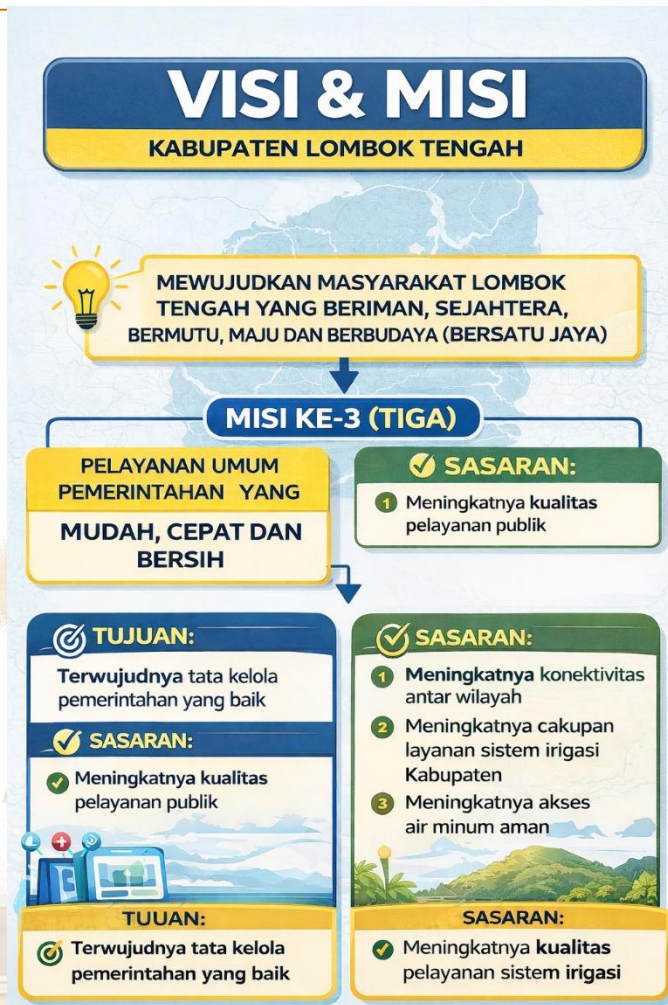 VISI & MISI
KABUPATEN LOMBOK TENGAH
MEWUJUDKAN MASYARAKAT LOMBOK
TENGAH YANG BERIMAN, SEJAHTERA,
BERMUTU, MAJU DAN BERBUDAYA (BERSATU JAYA)
MISI KE-3 (TIGA)
PELAYANAN UMUM
PEMERINTAHAN YANG
MUDAH, CEPAT DAN
BERSIH
SASARAN:
1 Meningkatnya kualitas
pelayanan publik
TUJUAN:
Terwujudnya tata kelola
pemerintahan yang baik
SASARAN:
Meningkatnya kualitas
pelayanan publik
TUUAN:
Terwujudnya tata kelola
pemerintahan yang baik
SASARAN:
1 Meningkatnya konektivitas
antar wilayah
2 Meningkatnya cakupan
layanan sistem irigasi
Kabupaten
3 Meningkatnya akses
air minum aman
SASARAN:
Meningkatnya kualitas
pelayanan sistem irigasi